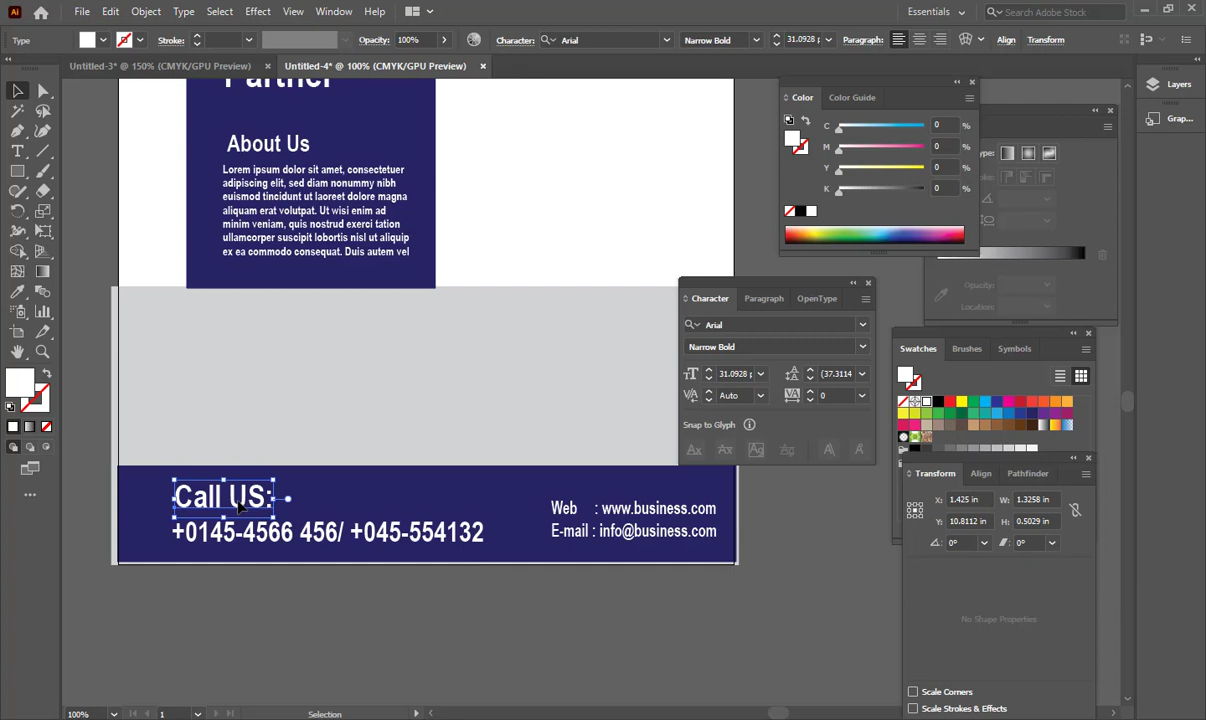 Ai File Edit Object Type Select Effect View Window Help Essentials Search Adobe Stock
Type Stroke: Opacity: 100% Character: Arial Narrow Bold 31.0928 pt Paragraph: Align Transform
Untitled-3* @ 150% (CMYK/GPU Preview) Untitled-4* @ 100% (CMYK/GPU Preview)
Partner
About Us
Lorem ipsum dolor sit amet, consectetuer
adipiscing elit, sed diam nonummy nibh
euismod tincidunt ut laoreet dolore magna
aliquam erat volutpat. Ut wisi enim ad
minim veniam, quis nostrud exerci tation
ullamcorper suscipit lobortis nisl ut aliquip
ex ea commodo consequat. Duis autem vel
Call US:
+0145-4566 456/ +045-554132
Web : www.business.com
E-mail : info@business.com
Color Color Guide
C 0 %
M 0 %
Y 0 %
K 0 %
Layers
Grap...
Type:
Opacity:
Location:
Character Paragraph OpenType
Arial
Narrow Bold
31.0928 (37.3114
Auto 0
Snap to Glyph
Swatches Brushes Symbols
Transform Align Pathfinder
X: 1.425 in W: 1.3258 in
Y: 10.8112 in H: 0.5029 in
0° 0°
No Shape Properties
Scale Corners
Scale Strokes & Effects
100% 1 Selection